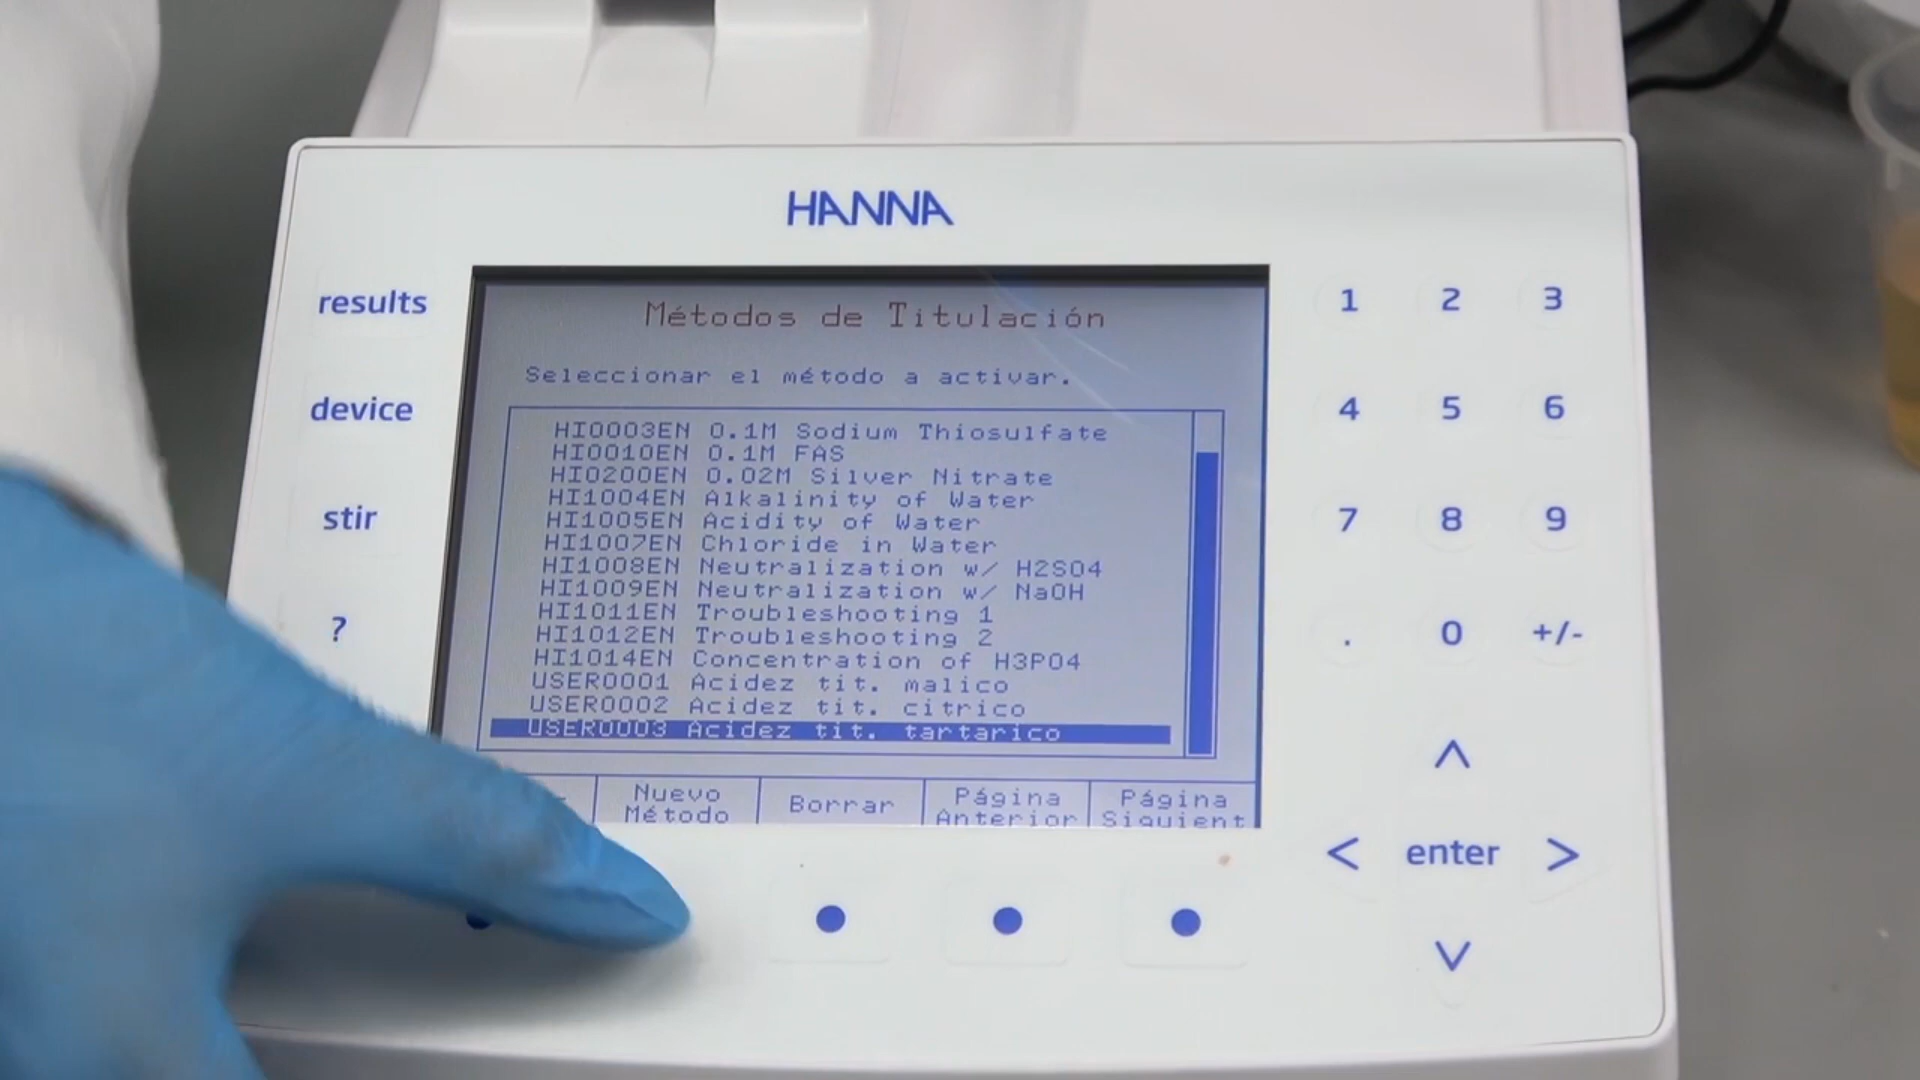 HANNA
results
device
stir
?
Métodos de Titulación
Seleccionar el método a activar.
HI0003EN 0.1M Sodium Thiosulfate
HI0010EN 0.1M FAS
HI0200EN 0.02M Silver Nitrate
HI1004EN Alkalinity of Water
HI1005EN Acidity of Water
HI1007EN Chloride in Water
HI1008EN Neutralization w/ H2SO4
HI1009EN Neutralization w/ NaOH
HI1011EN Troubleshooting 1
HI1012EN Troubleshooting 2
HI1014EN Concentration of H3PO4
USER0001 Acidez tit. malico
USER0002 Acidez tit. citrico
USER0003 Acidez tit. tartarico
Nuevo
Método
Borrar
Página
Anterior
Página
Siguient
1 2 3
4 5 6
7 8 9
. 0 +/-
< enter >